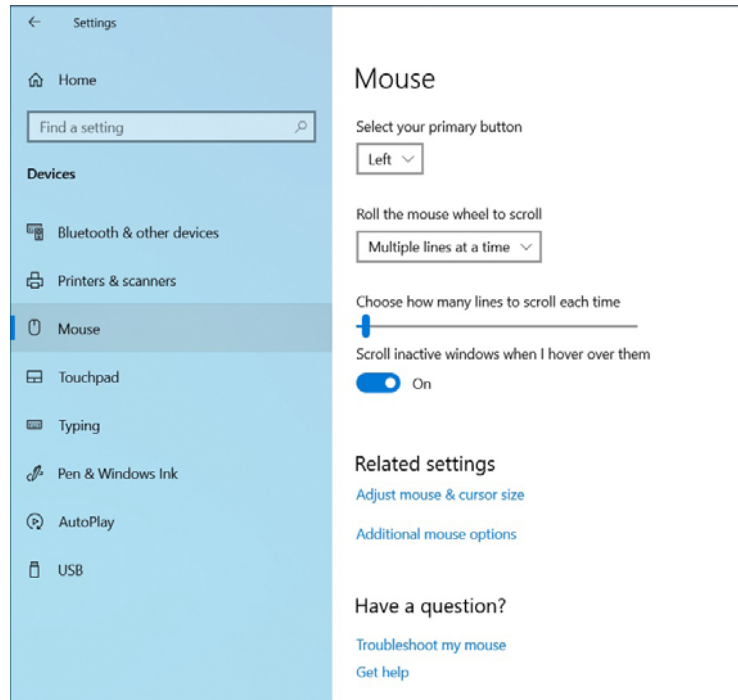 Settings
Home
Find a setting
Devices
Bluetooth & other devices
Printers & scanners
Mouse
Touchpad
Typing
Pen & Windows Ink
AutoPlay
USB
Mouse
Select your primary button
Left
Roll the mouse wheel to scroll
Multiple lines at a time
Choose how many lines to scroll each time
Scroll inactive windows when I hover over them
On
Related settings
Adjust mouse & cursor size
Additional mouse options
Have a question?
Troubleshoot my mouse
Get help